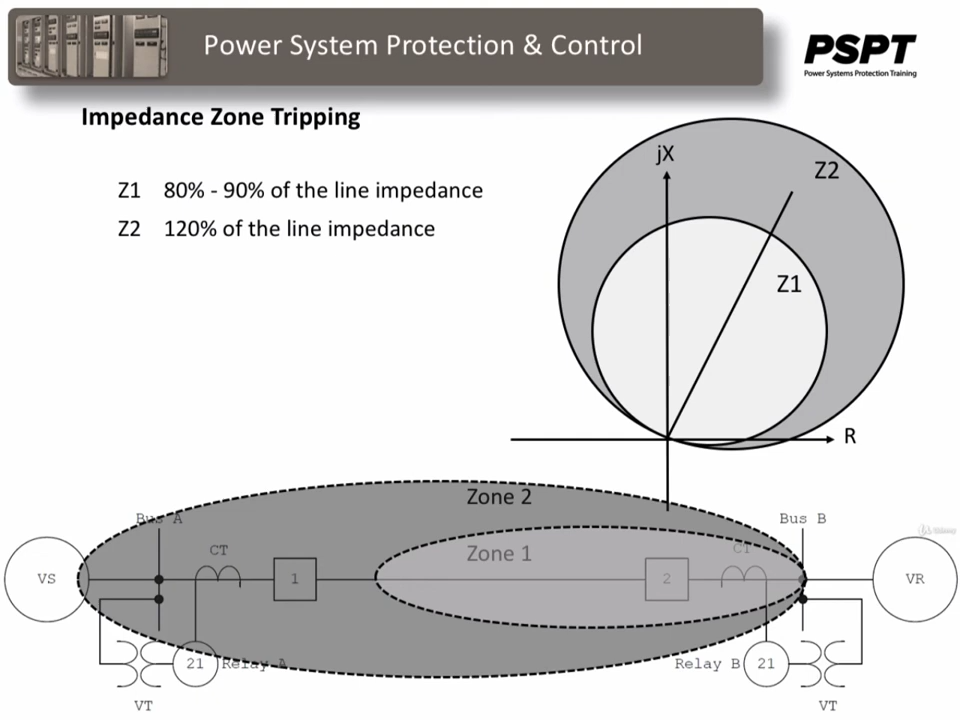 Power System Protection & Control
PSPT
Power Systems Protection Training
Impedance Zone Tripping
Z1 80% - 90% of the line impedance
Z2 120% of the line impedance
jX
Z2
Z1
R
Zone 2
Bus A
Bus B
Zone 1
CT
CT
VS
1
2
VR
21
Relay A
Relay B
21
VT
VT